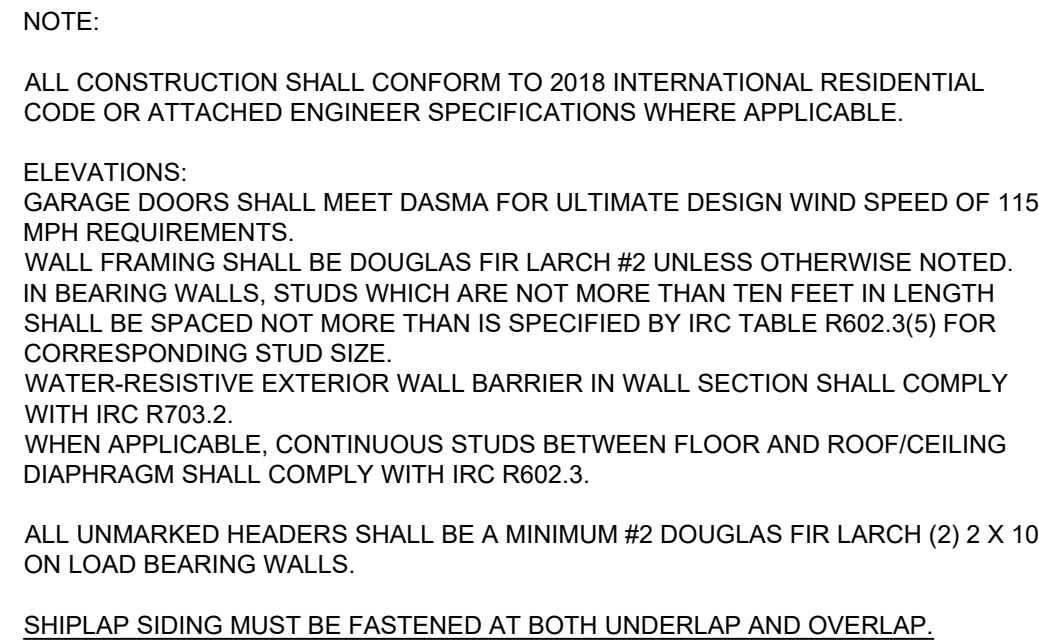 NOTE:
ALL CONSTRUCTION SHALL CONFORM TO 2018 INTERNATIONAL RESIDENTIAL
CODE OR ATTACHED ENGINEER SPECIFICATIONS WHERE APPLICABLE.
ELEVATIONS:
GARAGE DOORS SHALL MEET DASMA FOR ULTIMATE DESIGN WIND SPEED OF 115
MPH REQUIREMENTS.
WALL FRAMING SHALL BE DOUGLAS FIR LARCH #2 UNLESS OTHERWISE NOTED.
IN BEARING WALLS, STUDS WHICH ARE NOT MORE THAN TEN FEET IN LENGTH
SHALL BE SPACED NOT MORE THAN IS SPECIFIED BY IRC TABLE R602.3(5) FOR
CORRESPONDING STUD SIZE.
WATER-RESISTIVE EXTERIOR WALL BARRIER IN WALL SECTION SHALL COMPLY
WITH IRC R703.2.
WHEN APPLICABLE, CONTINUOUS STUDS BETWEEN FLOOR AND ROOF/CEILING
DIAPHRAGM SHALL COMPLY WITH IRC R602.3.
ALL UNMARKED HEADERS SHALL BE A MINIMUM #2 DOUGLAS FIR LARCH (2) 2 X 10
ON LOAD BEARING WALLS.
SHIPLAP SIDING MUST BE FASTENED AT BOTH UNDERLAP AND OVERLAP.